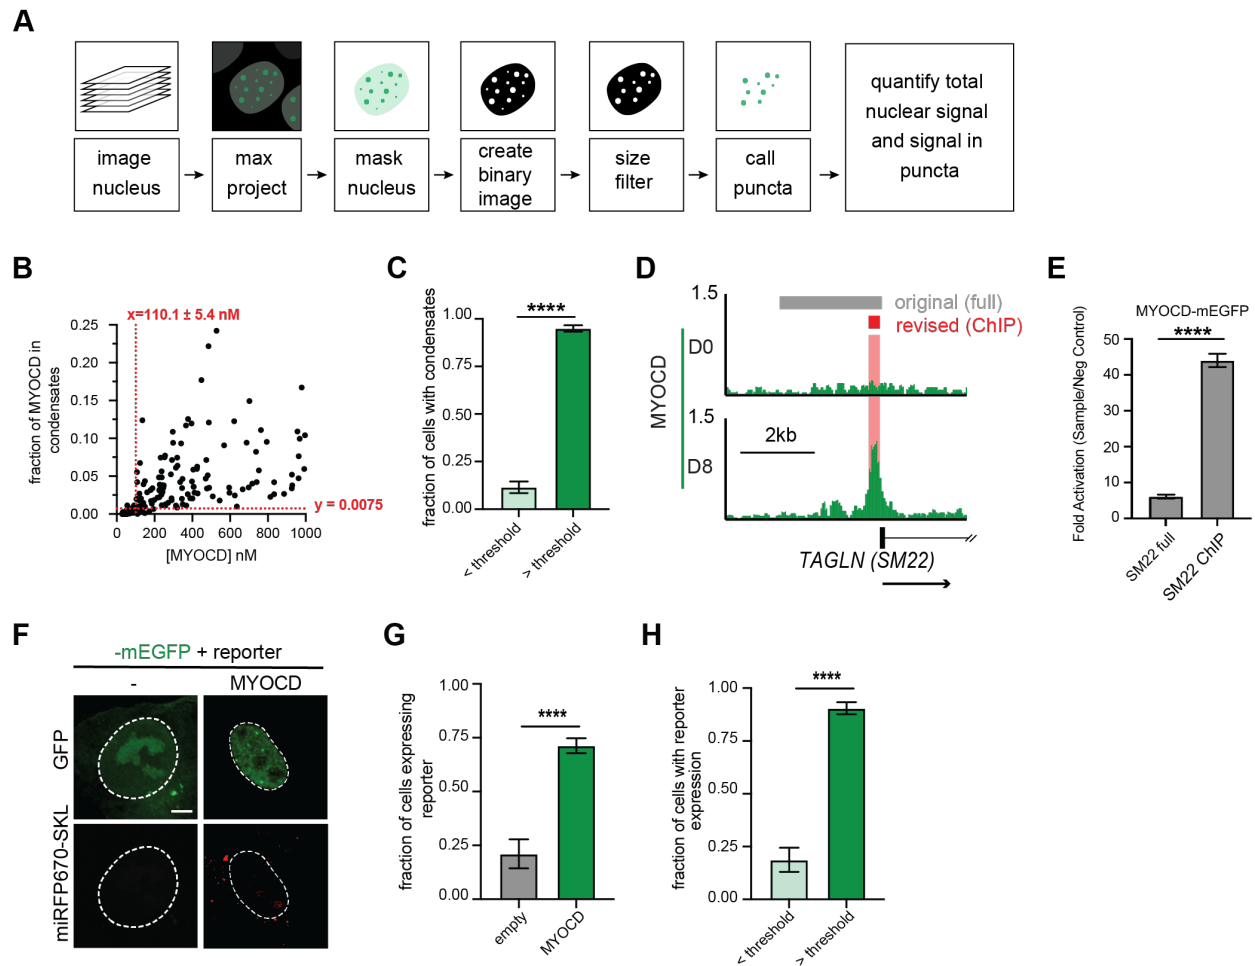 A
image
nucleus
max
project
mask
nucleus
create
binary
image
size
filter
call
puncta
quantify total
nuclear signal
and signal in
puncta
B
x=110.1 ± 5.4 nM
fraction of MYOCD in
condensates
0.25
0.20
0.15
0.10
0.05
0.00
y = 0.0075
0
200
400
600
800
1000
[MYOCD] nM
C
fraction of cells with condensates
****
1.00
0.75
0.50
0.25
0.00
< threshold
> threshold
D
1.5
original (full)
revised (ChIP)
MYOCD
D0
1.5
2kb
D8
TAGLN (SM22)
E
MYOCD-mEGFP
****
Fold Activation (Sample/Neg Control)
50
40
30
20
10
0
SM22 full
SM22 ChIP
F
-mEGFP + reporter
-
MYOCD
GFP
miRFP670-SKL
G
fraction of cells expressing
reporter
1.00
0.75
0.50
0.25
0.00
****
empty
MYOCD
H
fraction of cells with reporter
expression
1.00
0.75
0.50
0.25
0.00
****
< threshold
> threshold